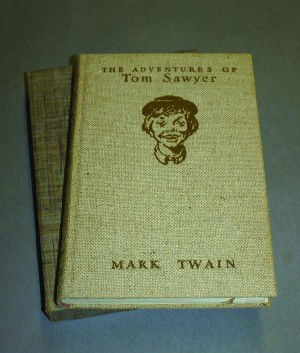 THE ADVENTURES OF
Tom Sawyer
MARK TWAIN